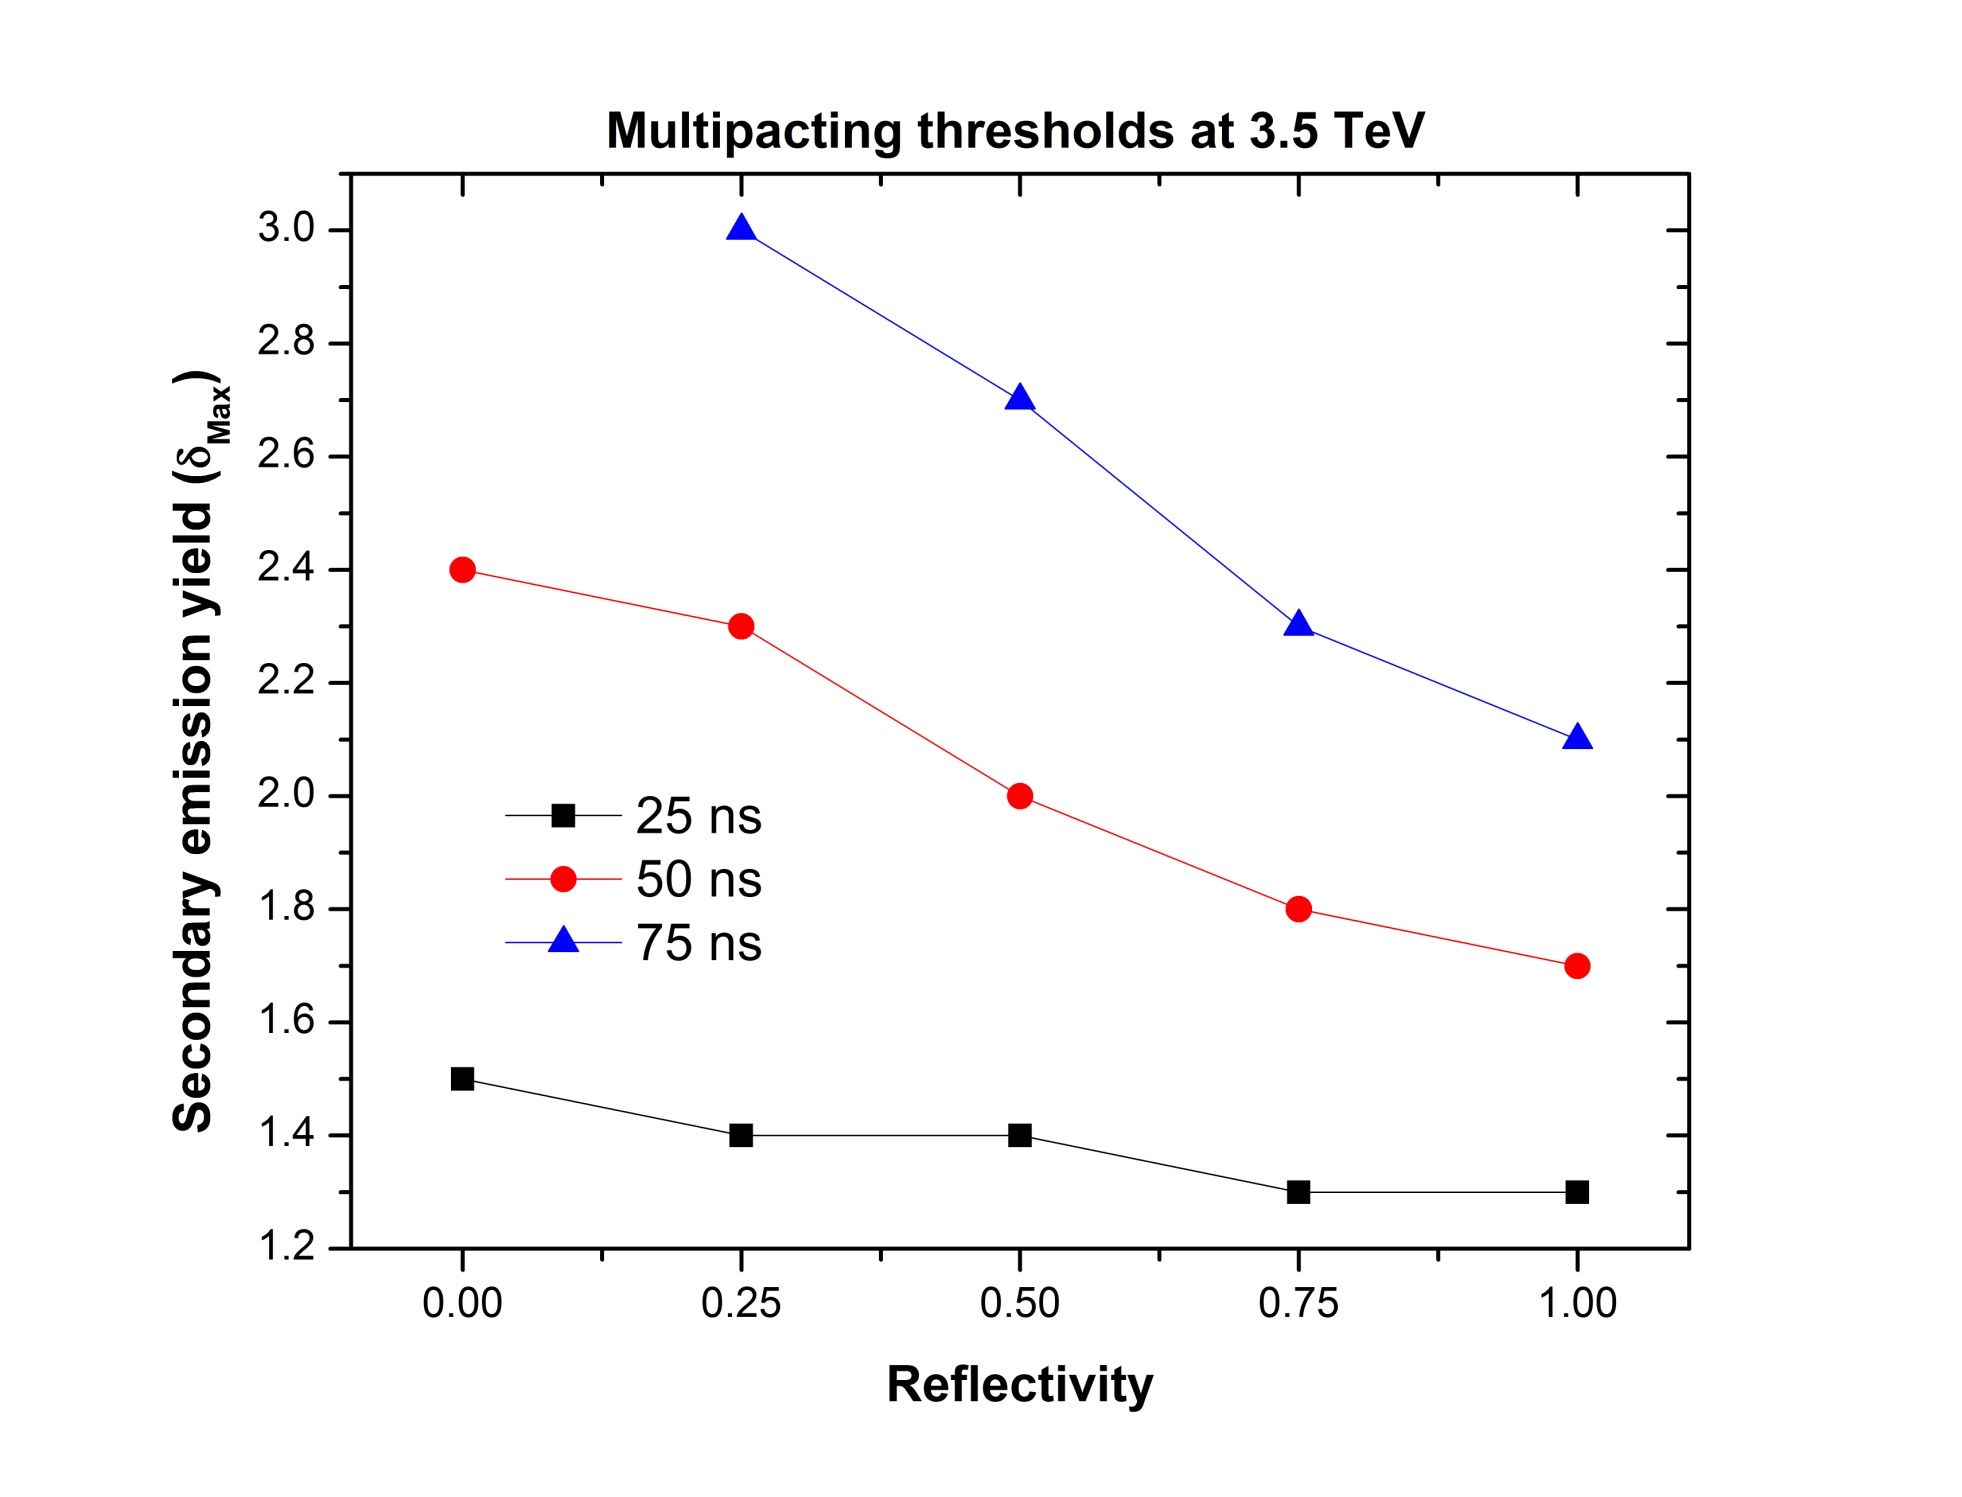 Multipacting thresholds at 3.5 TeV
Secondary emission yield (δMax)
3.0
2.8
2.6
2.4
2.2
2.0
1.8
1.6
1.4
1.2
25 ns
50 ns
75 ns
0.00 0.25 0.50 0.75 1.00
Reflectivity